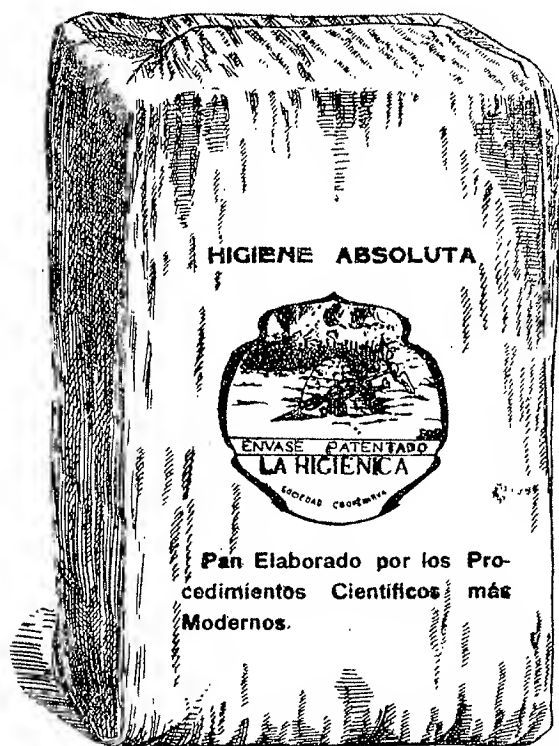 HIGIENE ABSOLUTA
ENVASE PATENTADO
LA HIGIENICA
SOCIEDAD COOPERATIVA
Pan Elaborado por los Pro-
cedimientos Científicos más
Modernos.